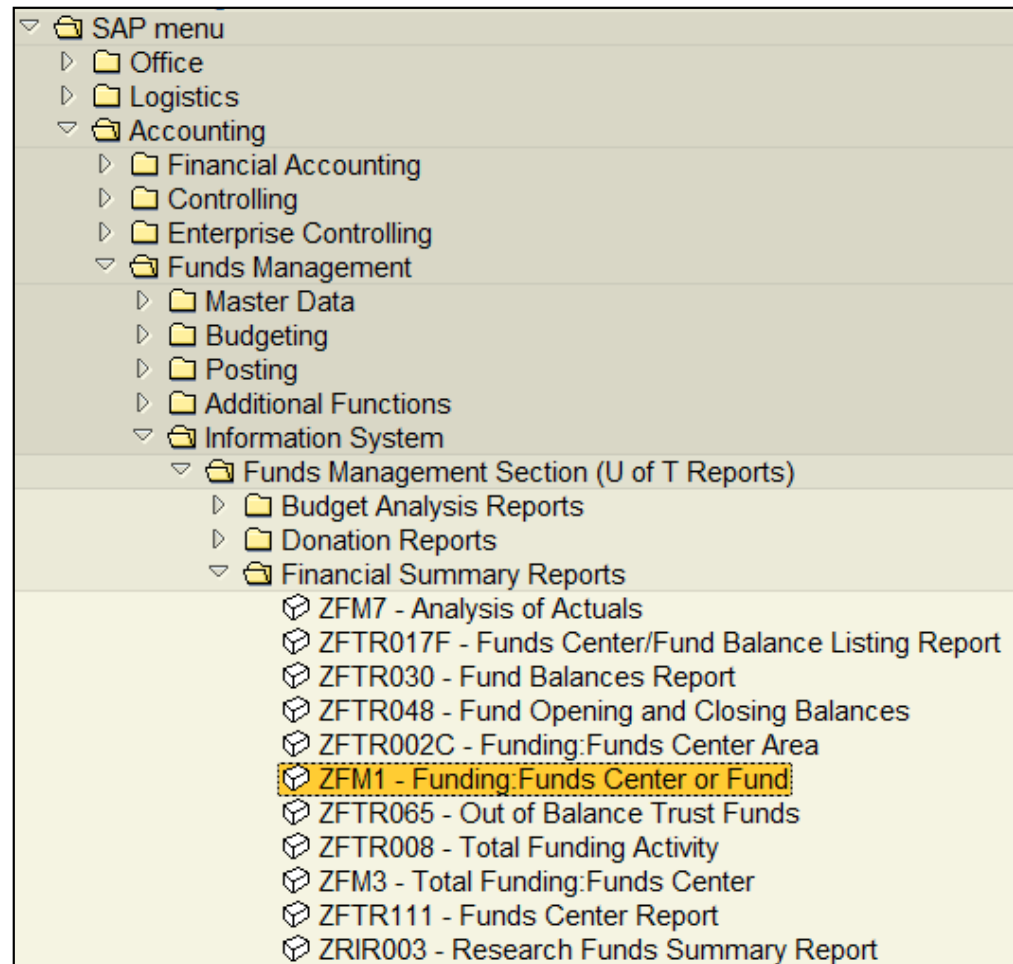 SAP menu
Office
Logistics
Accounting
Financial Accounting
Controlling
Enterprise Controlling
Funds Management
Master Data
Budgeting
Posting
Additional Functions
Information System
Funds Management Section (U of T Reports)
Budget Analysis Reports
Donation Reports
Financial Summary Reports
ZFM7 - Analysis of Actuals
ZFTR017F - Funds Center/Fund Balance Listing Report
ZFTR030 - Fund Balances Report
ZFTR048 - Fund Opening and Closing Balances
ZFTR002C - Funding:Funds Center Area
ZFM1 - Funding:Funds Center or Fund
ZFTR065 - Out of Balance Trust Funds
ZFTR008 - Total Funding Activity
ZFM3 - Total Funding:Funds Center
ZFTR111 - Funds Center Report
ZRIR003 - Research Funds Summary Report